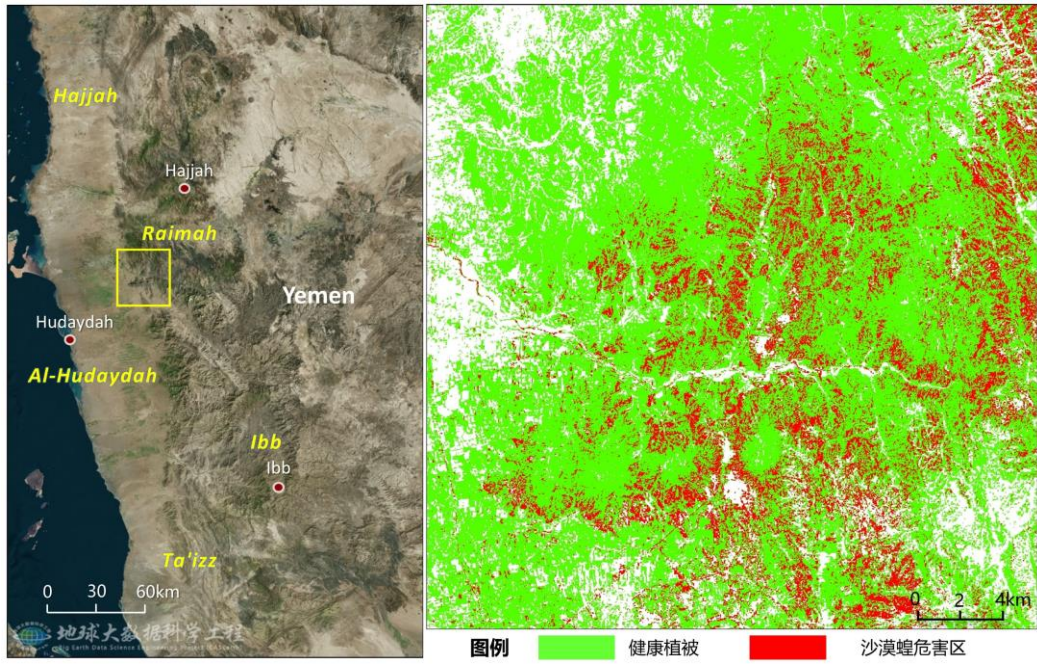 Hajjah
Hajjah
Raimah
Yemen
Hudaydah
Al-Hudaydah
Ibb
Ibb
Ta'izz
0 30 60km
地球大数据科学工程
0 2 4km
图例 健康植被 沙漠蝗危害区